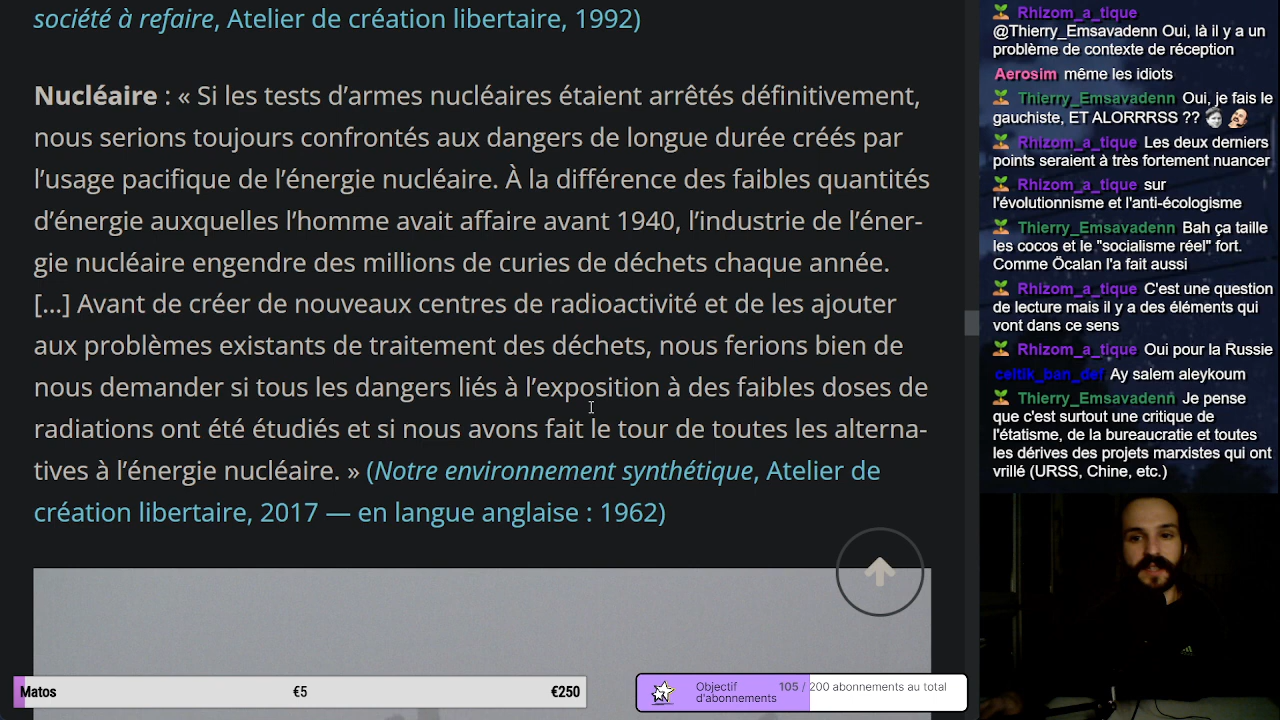 société à refaire, Atelier de création libertaire, 1992)
Nucléaire : « Si les tests d’armes nucléaires étaient arrêtés définitivement,
nous serions toujours confrontés aux dangers de longue durée créés par
l’usage pacifique de l’énergie nucléaire. À la différence des faibles quantités
d’énergie auxquelles l’homme avait affaire avant 1940, l’industrie de l’éner-
gie nucléaire engendre des millions de curies de déchets chaque année.
[…] Avant de créer de nouveaux centres de radioactivité et de les ajouter
aux problèmes existants de traitement des déchets, nous ferions bien de
nous demander si tous les dangers liés à l’exposition à des faibles doses de
radiations ont été étudiés et si nous avons fait le tour de toutes les alterna-
tives à l’énergie nucléaire. » (Notre environnement synthétique, Atelier de
création libertaire, 2017 — en langue anglaise : 1962)
Matos €5 €250
Objectif
d'abonnements
105 / 200 abonnements au total
Rhizom_a_tique
@Thierry_Emsavadenn Oui, là il y a un
problème de contexte de réception
Aerosim même les idiots
Thierry_Emsavadenn Oui, je fais le
gauchiste, ET ALORRRSS ??
Rhizom_a_tique Les deux derniers
points seraient à très fortement nuancer
Rhizom_a_tique sur
l'évolutionnisme et l'anti-écologisme
Thierry_Emsavadenn Bah ça taille
les cocos et le "socialisme réel" fort.
Comme Öcalan l'a fait aussi
Rhizom_a_tique C'est une question
de lecture mais il y a des éléments qui
vont dans ce sens
Rhizom_a_tique Oui pour la Russie
celtik_ban_def Ay salem aleykoum
Thierry_Emsavadenn Je pense
que c'est surtout une critique de
l'étatisme, de la bureaucratie et toutes
les dérives des projets marxistes qui ont
vrillé (URSS, Chine, etc.)